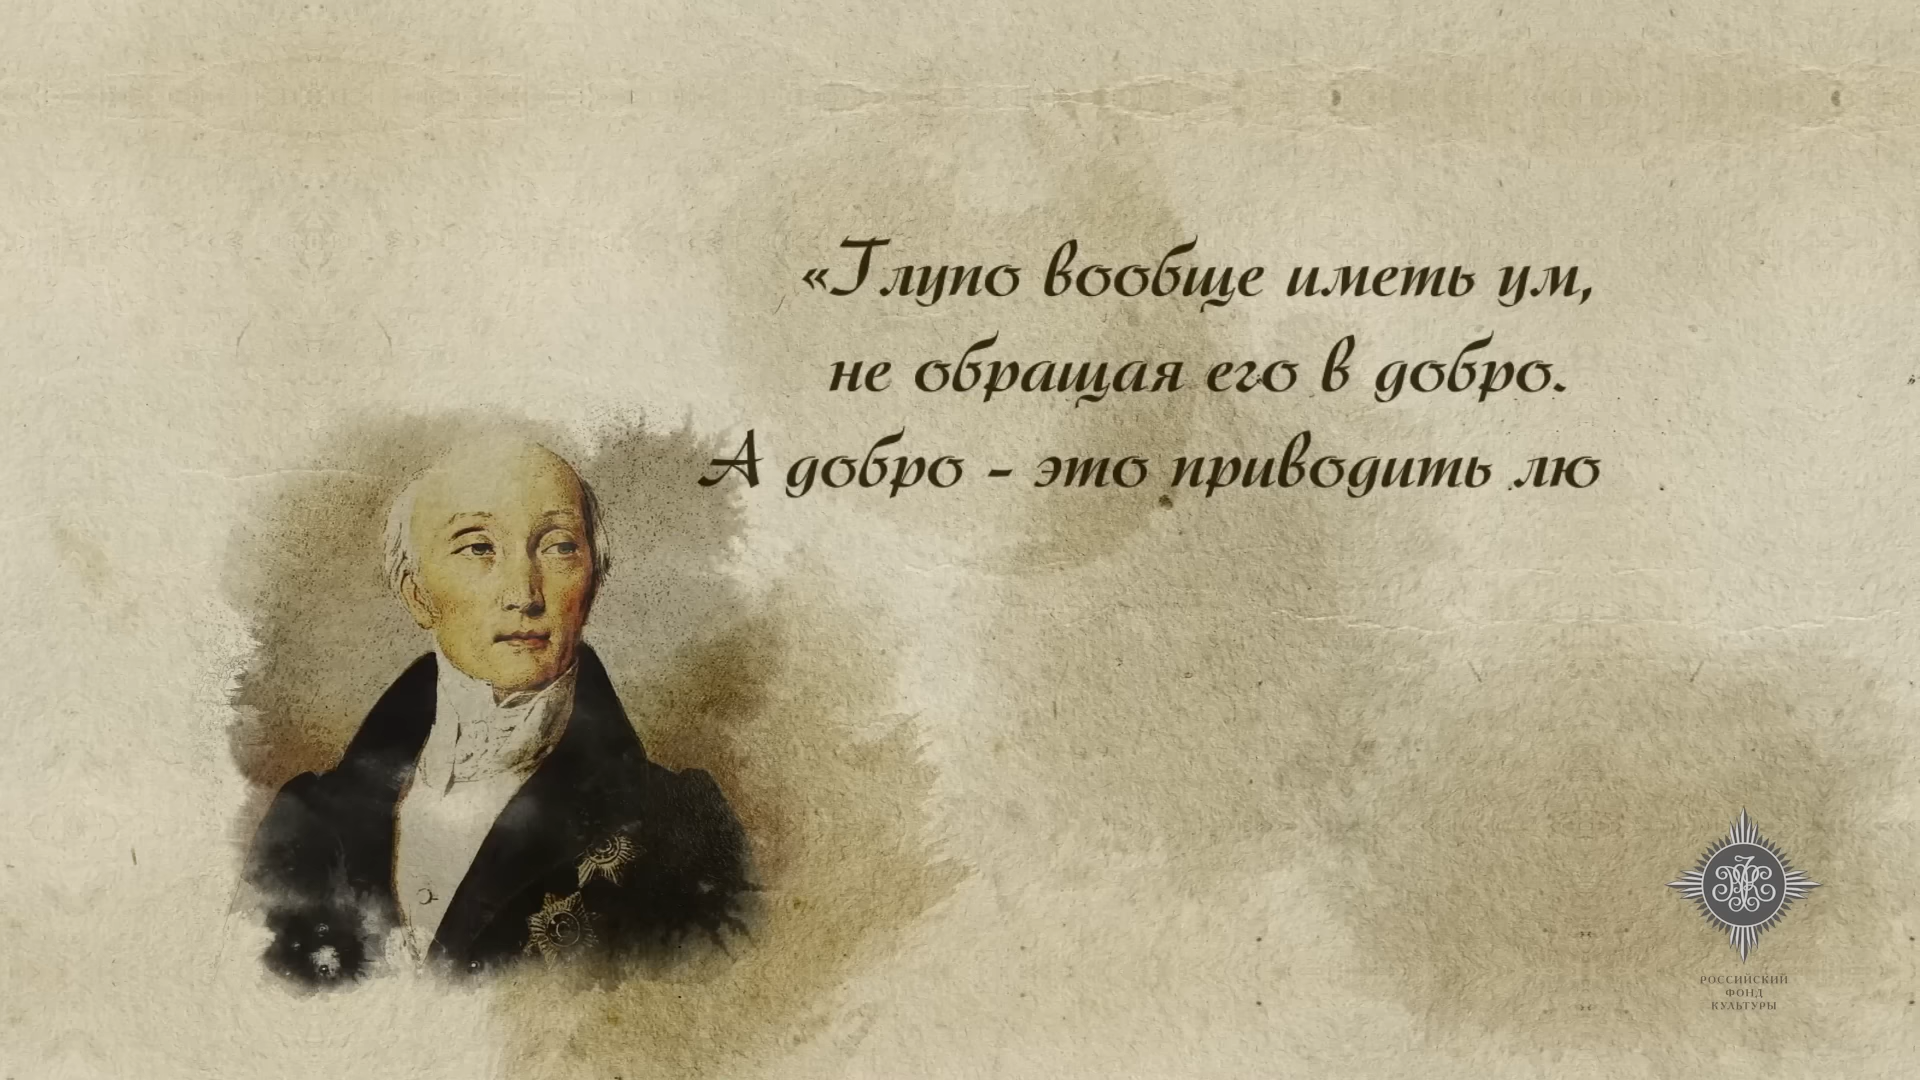 «Глупо вообще иметь ум,
не обращая его в добро.
А добро - это приводить лю
РОССИЙСКИЙ
ФОНД
КУЛЬТУРЫ